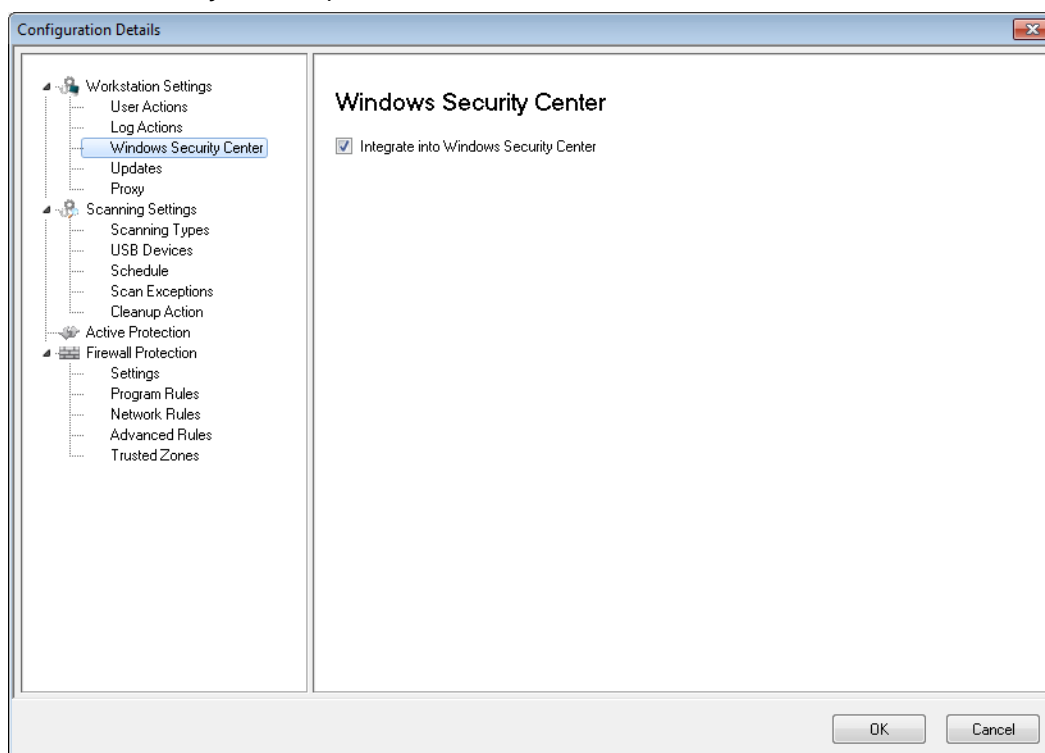 Configuration Details
Workstation Settings
User Actions
Log Actions
Windows Security Center
Updates
Proxy
Scanning Settings
Scanning Types
USB Devices
Schedule
Scan Exceptions
Cleanup Action
Active Protection
Firewall Protection
Settings
Program Rules
Network Rules
Advanced Rules
Trusted Zones
Windows Security Center
Integrate into Windows Security Center
OK
Cancel